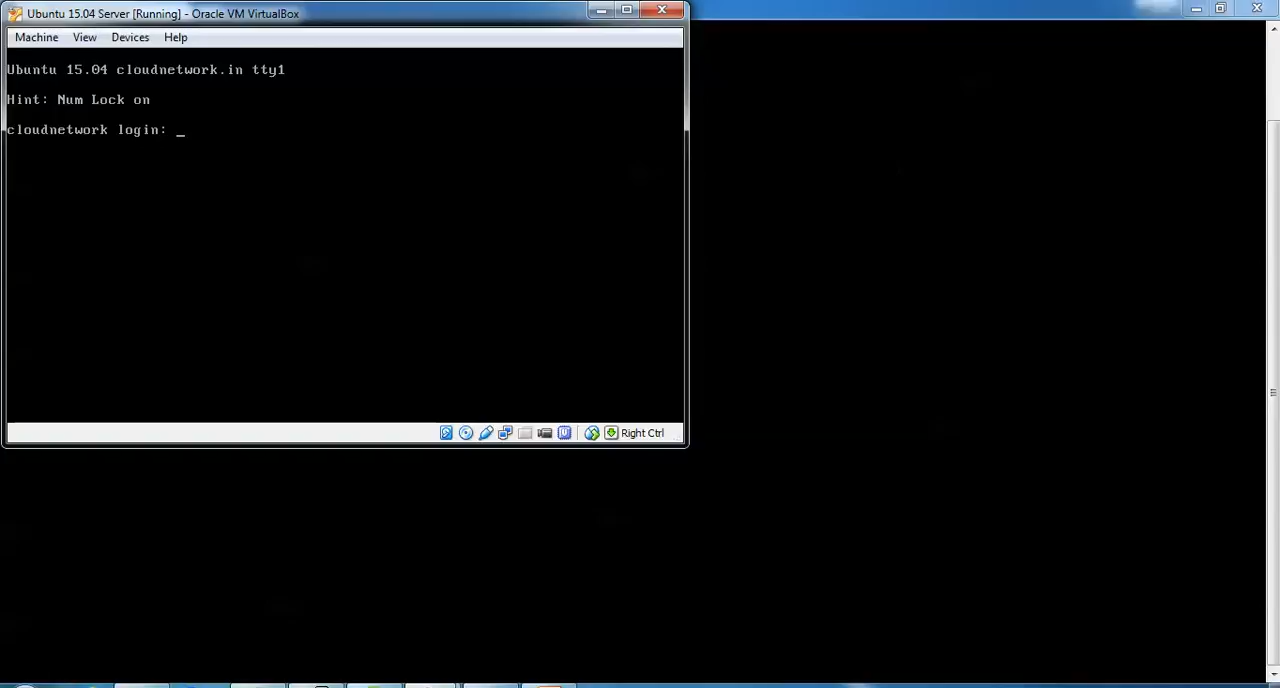 Ubuntu 15.04 Server [Running] - Oracle VM VirtualBox
Machine View Devices Help
Ubuntu 15.04 cloudnetwork.in tty1
Hint: Num Lock on
cloudnetwork login: _
Right Ctrl